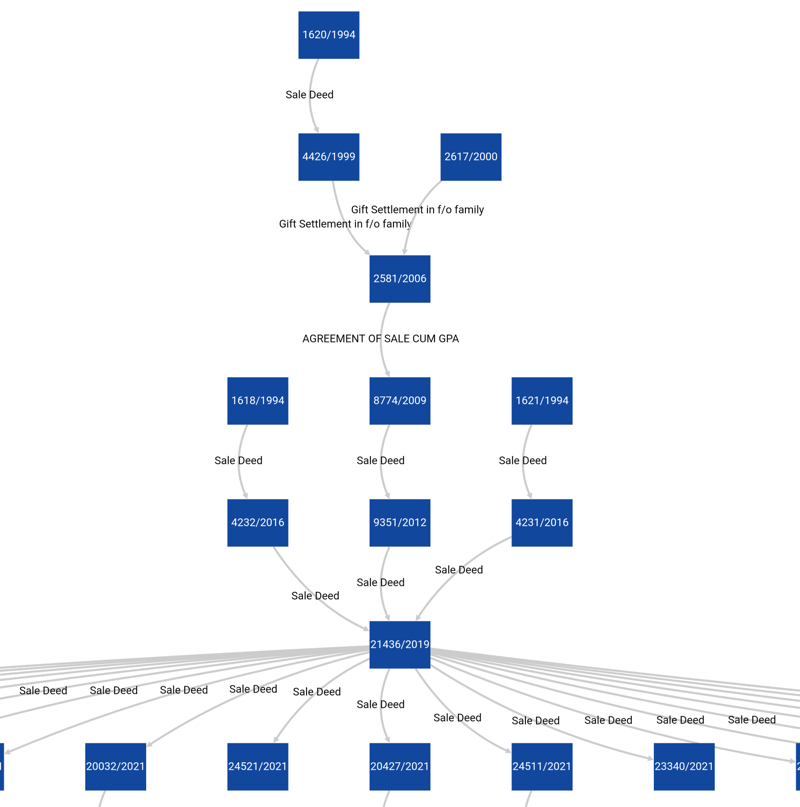 1620/1994
Sale Deed
4426/1999
2617/2000
Gift Settlement in f/o family
Gift Settlement in f/o family
2581/2006
AGREEMENT OF SALE CUM GPA
1618/1994
8774/2009
1621/1994
Sale Deed
Sale Deed
Sale Deed
4232/2016
9351/2012
4231/2016
Sale Deed
Sale Deed
Sale Deed
21436/2019
Sale Deed
Sale Deed
Sale Deed
Sale Deed
Sale Deed
Sale Deed
Sale Deed
Sale Deed
Sale Deed
Sale Deed
Sale Deed
20032/2021
24521/2021
20427/2021
24511/2021
23340/2021